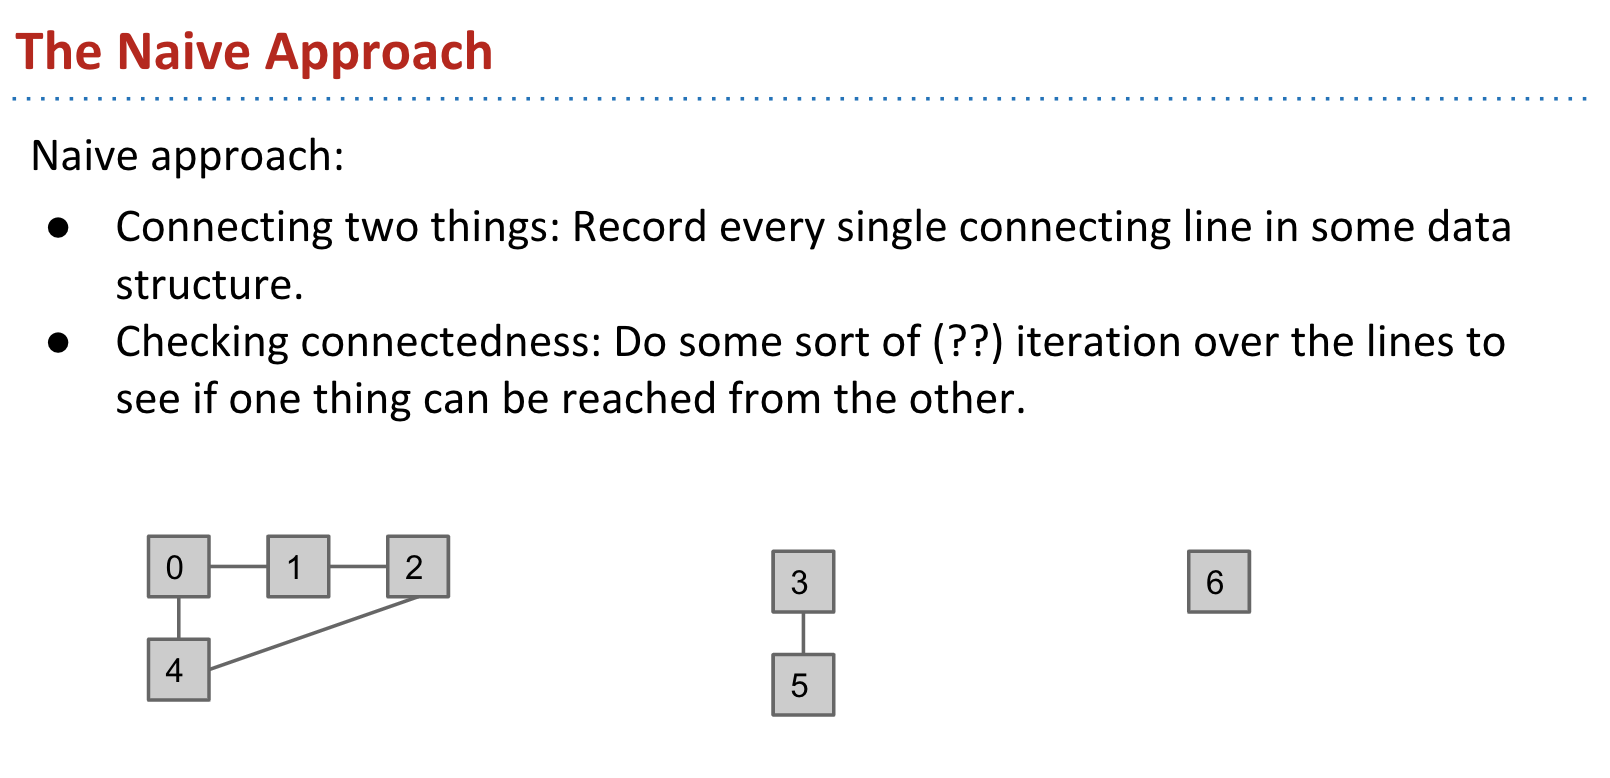 The Naive Approach
Naive approach:
● Connecting two things: Record every single connecting line in some data
structure.
● Checking connectedness: Do some sort of (??) iteration over the lines to
see if one thing can be reached from the other.
0 1 2
3
6
4
5